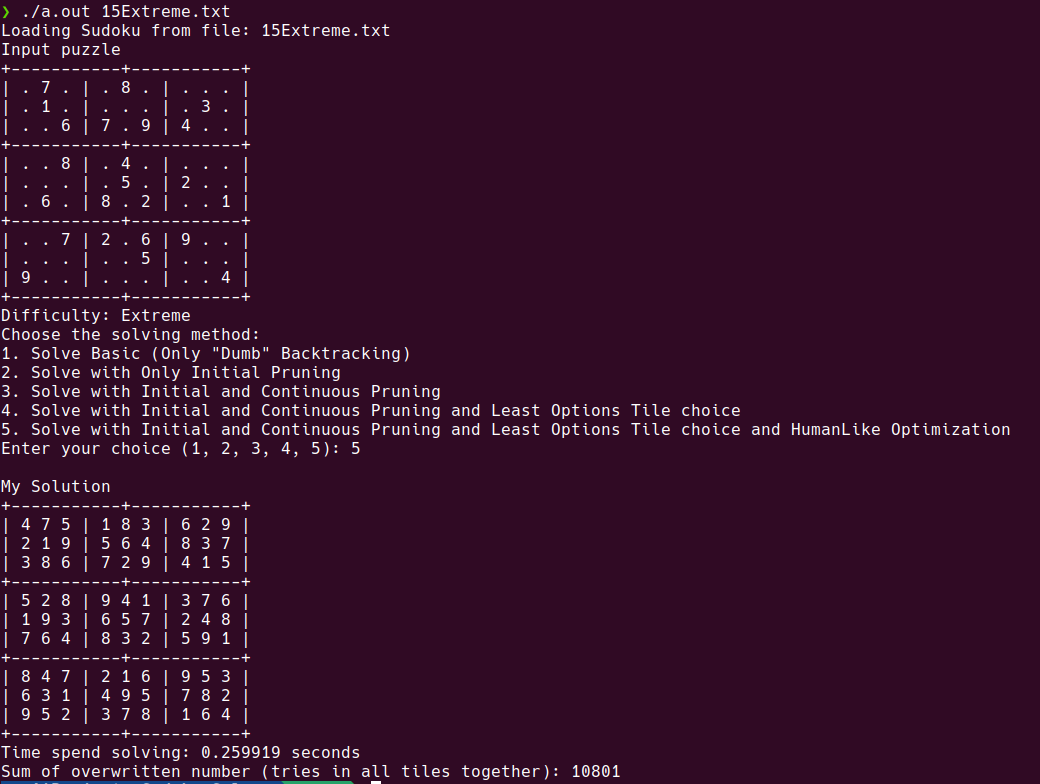 ❯ ./a.out 15Extreme.txt
Loading Sudoku from file: 15Extreme.txt
Input puzzle
+-----------+-----------+
| . 7 . | . 8 . | . . . |
| . 1 . | . . . | . 3 . |
| . . 6 | 7 . 9 | 4 . . |
+-----------+-----------+
| . . 8 | . 4 . | . . . |
| . . . | . 5 . | 2 . . |
| . 6 . | 8 . 2 | . . 1 |
+-----------+-----------+
| . . 7 | 2 . 6 | 9 . . |
| . . . | . . 5 | . . . |
| 9 . . | . . . | . . 4 |
+-----------+-----------+
Difficulty: Extreme
Choose the solving method:
1. Solve Basic (Only "Dumb" Backtracking)
2. Solve with Only Initial Pruning
3. Solve with Initial and Continuous Pruning
4. Solve with Initial and Continuous Pruning and Least Options Tile choice
5. Solve with Initial and Continuous Pruning and Least Options Tile choice and HumanLike Optimization
Enter your choice (1, 2, 3, 4, 5): 5
My Solution
+-----------+-----------+
| 4 7 5 | 1 8 3 | 6 2 9 |
| 2 1 9 | 5 6 4 | 8 3 7 |
| 3 8 6 | 7 2 9 | 4 1 5 |
+-----------+-----------+
| 5 2 8 | 9 4 1 | 3 7 6 |
| 1 9 3 | 6 5 7 | 2 4 8 |
| 7 6 4 | 8 3 2 | 5 9 1 |
+-----------+-----------+
| 8 4 7 | 2 1 6 | 9 5 3 |
| 6 3 1 | 4 9 5 | 7 8 2 |
| 9 5 2 | 3 7 8 | 1 6 4 |
+-----------+-----------+
Time spend solving: 0.259919 seconds
Sum of overwritten number (tries in all tiles together): 10801